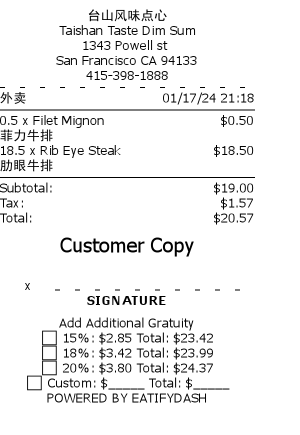 台山风味点心
Taishan Taste Dim Sum
1343 Powell st
San Francisco CA 94133
415-398-1888
外卖 01/17/24 21:18
0.5 x Filet Mignon $0.50
菲力牛排
18.5 x Rib Eye Steak $18.50
肋眼牛排
Subtotal: $19.00
Tax: $1.57
Total: $20.57
Customer Copy
x _ _ _ _ _ _ _ _ _ _ _
SIGNATURE
Add Additional Gratuity
15%: $2.85 Total: $23.42
18%: $3.42 Total: $23.99
20%: $3.80 Total: $24.37
Custom: $_____ Total: $_____
POWERED BY EATIFYDASH